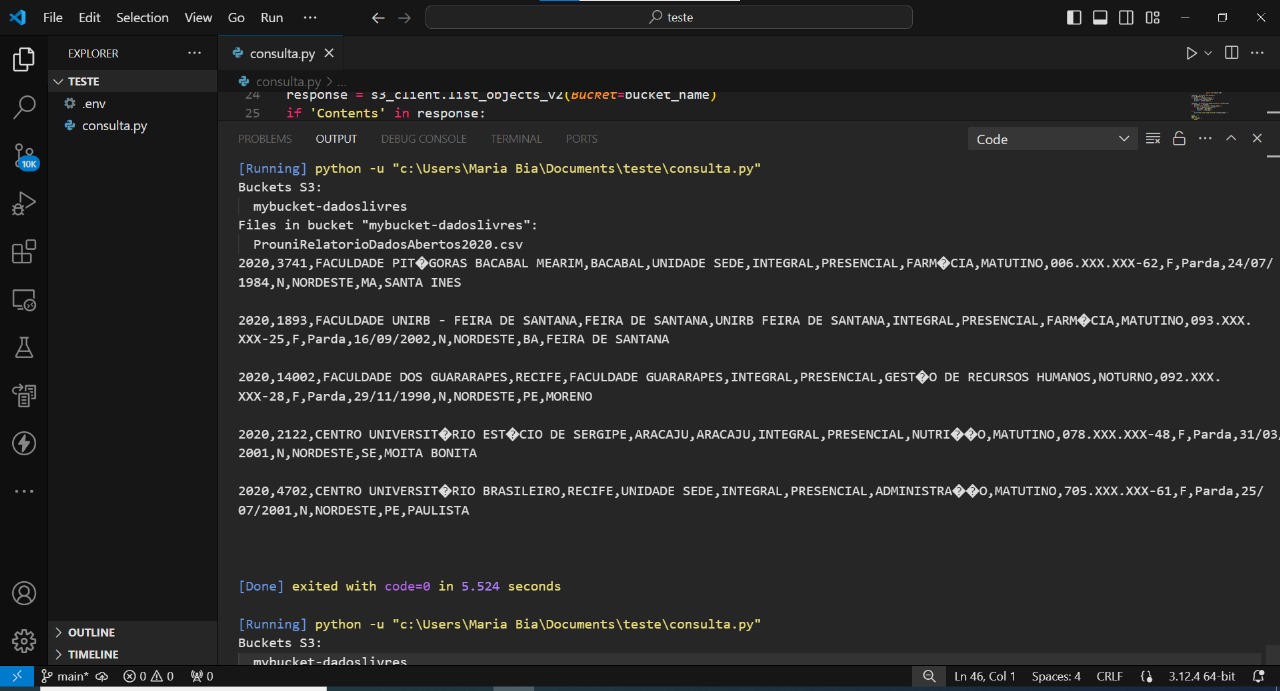 File Edit Selection View Go Run ··· teste
EXPLORER ···
consulta.py
TESTE
consulta.py > ...
.env
consulta.py
24 response = s3_client.list_objects_v2(Bucket=bucket_name)
25 if 'Contents' in response:
PROBLEMS OUTPUT DEBUG CONSOLE TERMINAL PORTS Code
10K
[Running] python -u "c:\Users\Maria Bia\Documents\teste\consulta.py"
Buckets S3:
mybucket-dadoslivres
Files in bucket "mybucket-dadoslivres":
ProuniRelatorioDadosAbertos2020.csv
2020,3741,FACULDADE PIT�GORAS BACABAL MEARIM,BACABAL,UNIDADE SEDE,INTEGRAL,PRESENCIAL,FARM�CIA,MATUTINO,006.XXX.XXX-62,F,Parda,24/07/
1984,N,NORDESTE,MA,SANTA INES
2020,1893,FACULDADE UNIRB - FEIRA DE SANTANA,FEIRA DE SANTANA,UNIRB FEIRA DE SANTANA,INTEGRAL,PRESENCIAL,FARM�CIA,MATUTINO,093.XXX.
XXX-25,F,Parda,16/09/2002,N,NORDESTE,BA,FEIRA DE SANTANA
2020,14002,FACULDADE DOS GUARARAPES,RECIFE,FACULDADE GUARARAPES,INTEGRAL,PRESENCIAL,GEST�O DE RECURSOS HUMANOS,NOTURNO,092.XXX.
XXX-28,F,Parda,29/11/1990,N,NORDESTE,PE,MORENO
2020,2122,CENTRO UNIVERSIT�RIO EST�CIO DE SERGIPE,ARACAJU,ARACAJU,INTEGRAL,PRESENCIAL,NUTRI��O,MATUTINO,078.XXX.XXX-48,F,Parda,31/03
2001,N,NORDESTE,SE,MOITA BONITA
2020,4702,CENTRO UNIVERSIT�RIO BRASILEIRO,RECIFE,UNIDADE SEDE,INTEGRAL,PRESENCIAL,ADMINISTRA��O,MATUTINO,705.XXX.XXX-61,F,Parda,25/
07/2001,N,NORDESTE,PE,PAULISTA
[Done] exited with code=0 in 5.524 seconds
[Running] python -u "c:\Users\Maria Bia\Documents\teste\consulta.py"
Buckets S3:
mybucket-dadoslivres
OUTLINE
TIMELINE
main* 0 0 0 Ln 46, Col 1 Spaces: 4 CRLF 3.12.4 64-bit